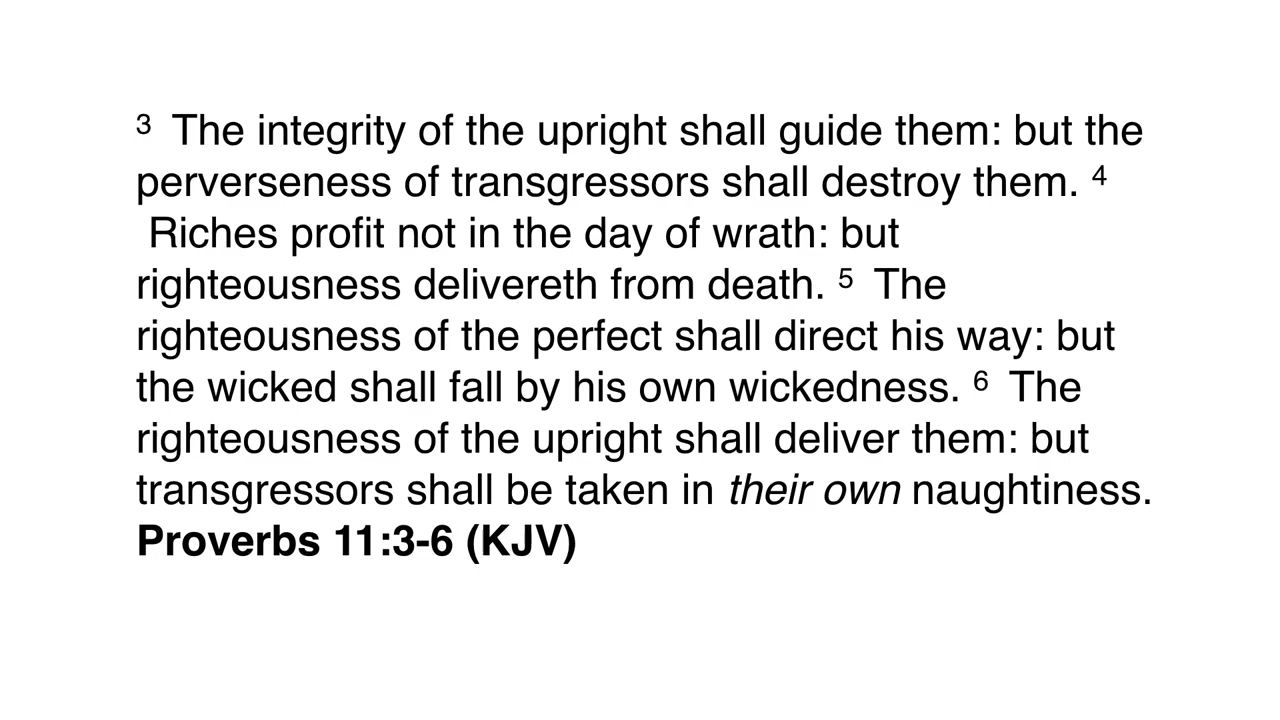 3 The integrity of the upright shall guide them: but the
perverseness of transgressors shall destroy them. 4
Riches profit not in the day of wrath: but
righteousness delivereth from death. 5 The
righteousness of the perfect shall direct his way: but
the wicked shall fall by his own wickedness. 6 The
righteousness of the upright shall deliver them: but
transgressors shall be taken in their own naughtiness.
Proverbs 11:3-6 (KJV)